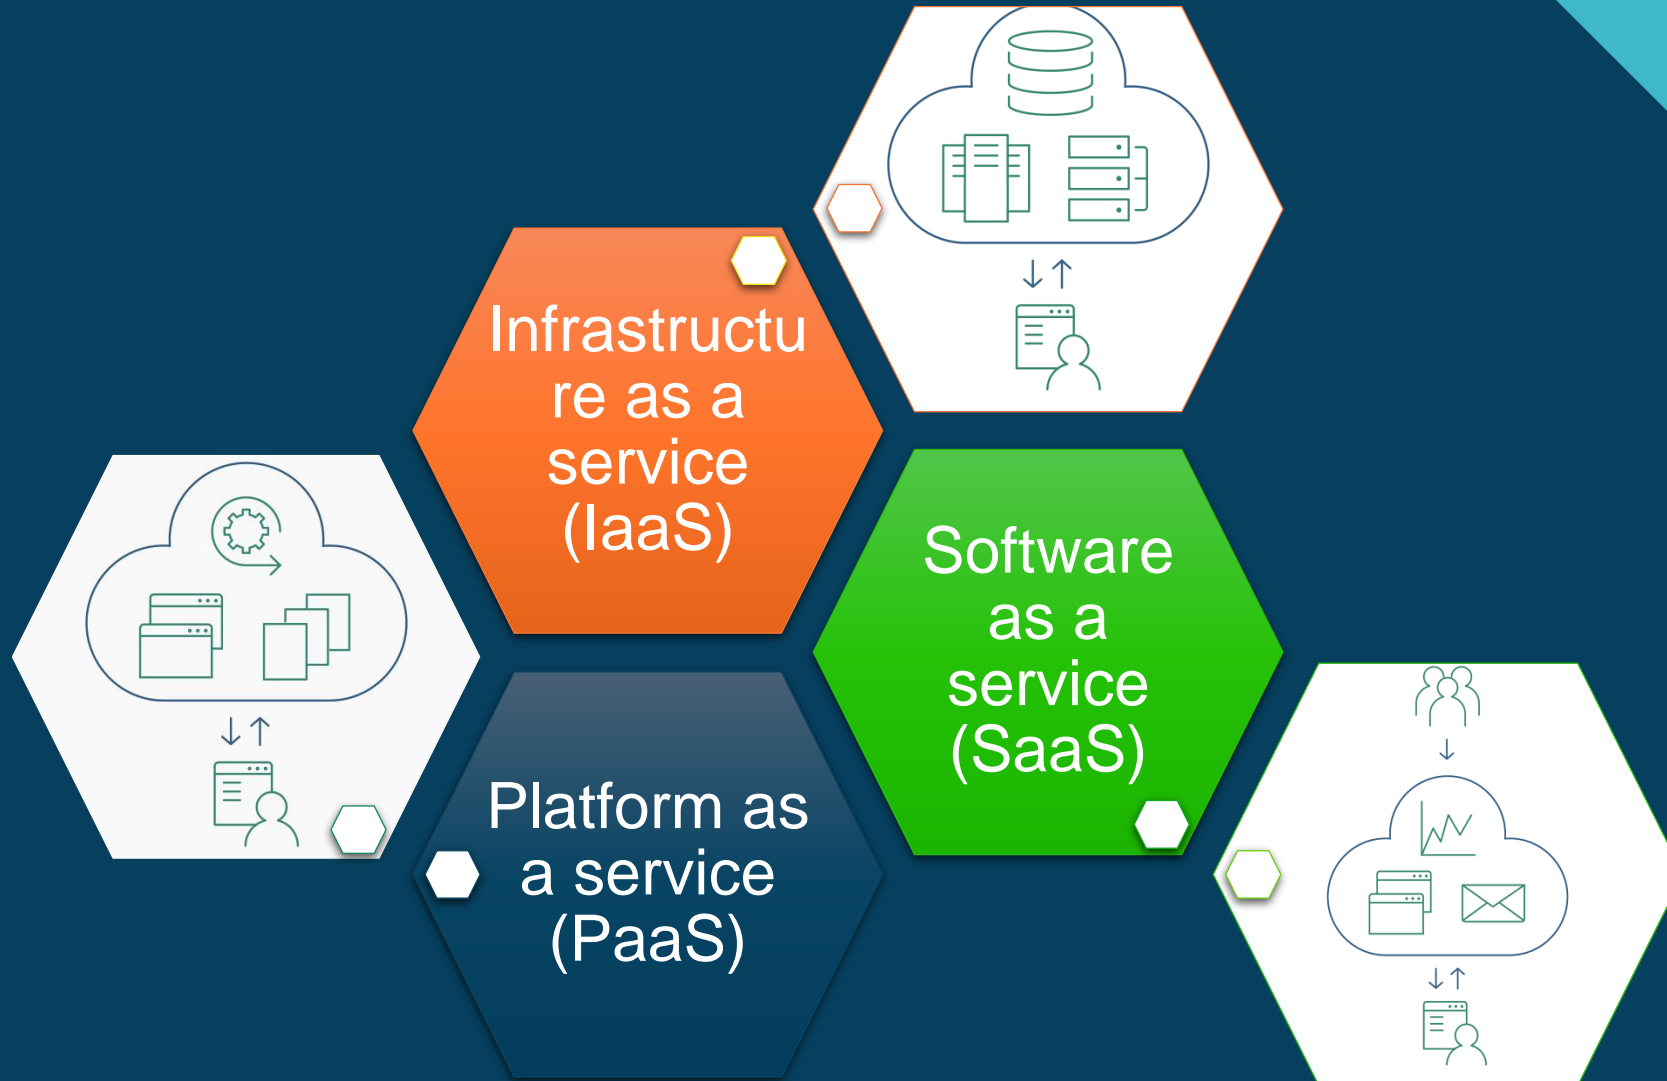 Infrastructu
re as a
service
(IaaS)
Software
as a
service
(SaaS)
Platform as
a service
(PaaS)